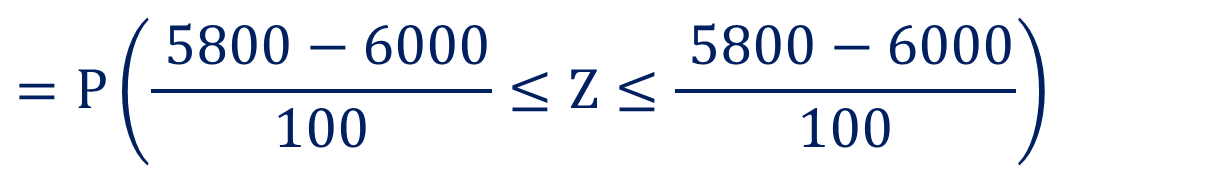 = P((5800 − 6000)/100 ≤ Z ≤ (5800 − 6000)/100)